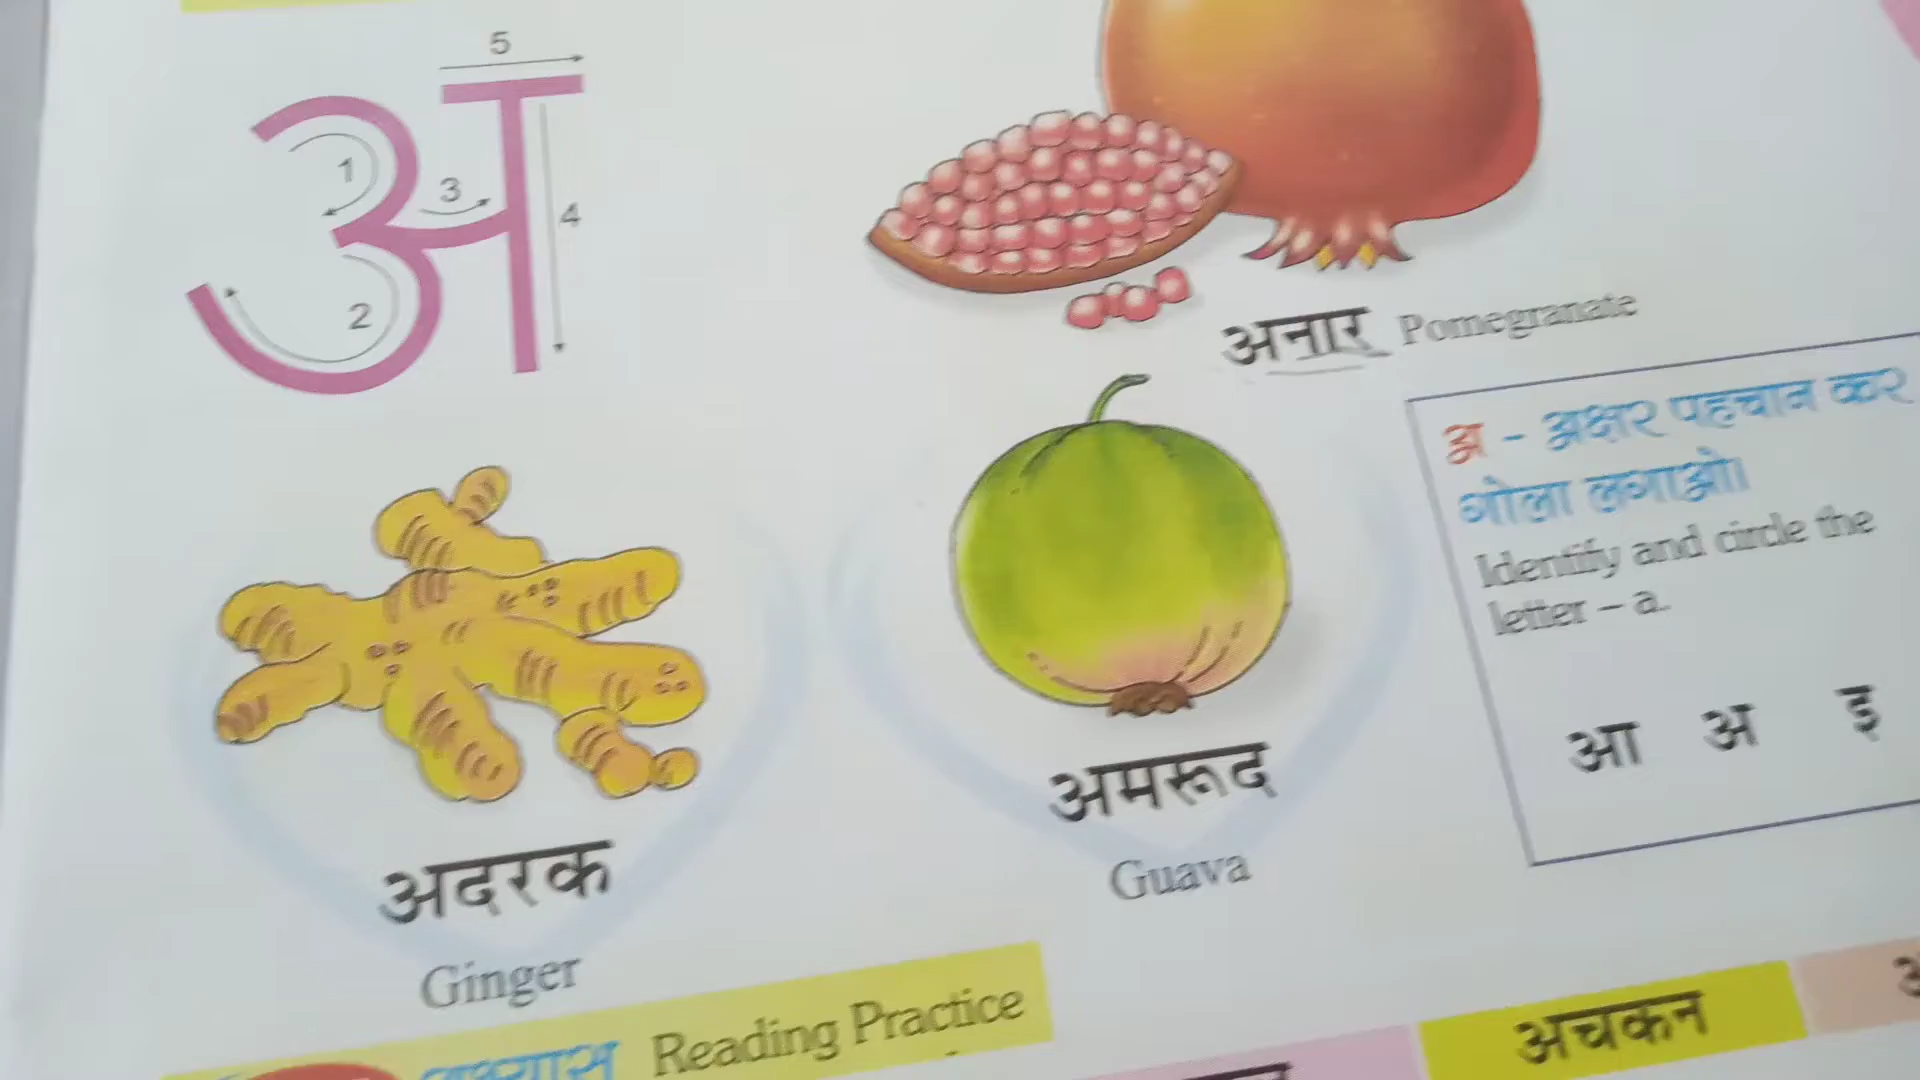 5
अ
1
3
4
2
अनार Pomegranate
अ - अक्षर पहचान कर
गोला लगाओ।
Identify and circle the
letter – a.
आ अ इ
अमरूद
Guava
अदरक
Ginger
अभ्यास Reading Practice
अचकन